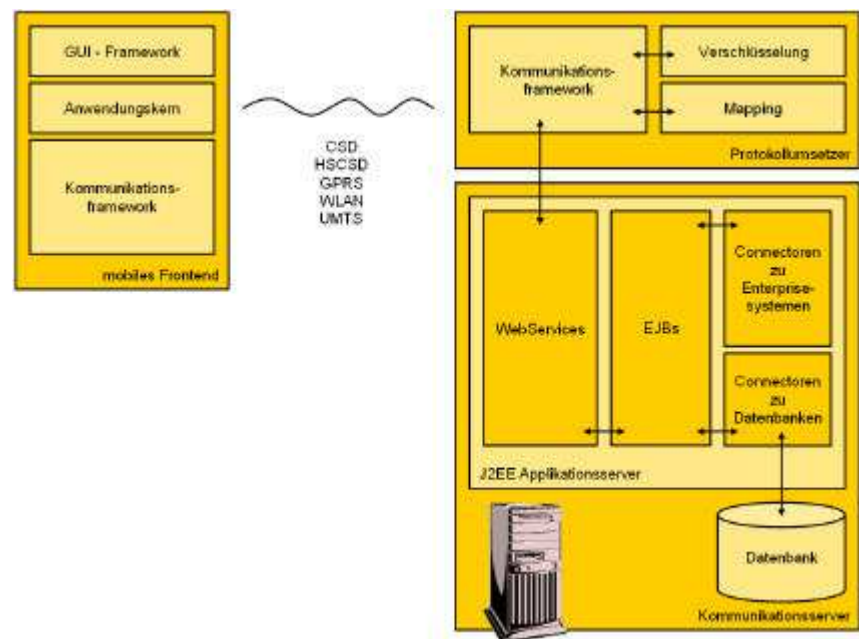 GUI - Framework
Anwendungskern
Kommunikations-
framework
mobiles Frontend
CSD
HSCSD
GPRS
WLAN
UMTS
Kommunikations-
framework
Verschlüsselung
Mapping
Protokollumsetzer
WebServices
EJBs
Connectoren
zu
Enterprise-
systemen
Connectoren
zu
Datenbanken
J2EE Applikationsserver
Datenbank
Kommunikationsserver